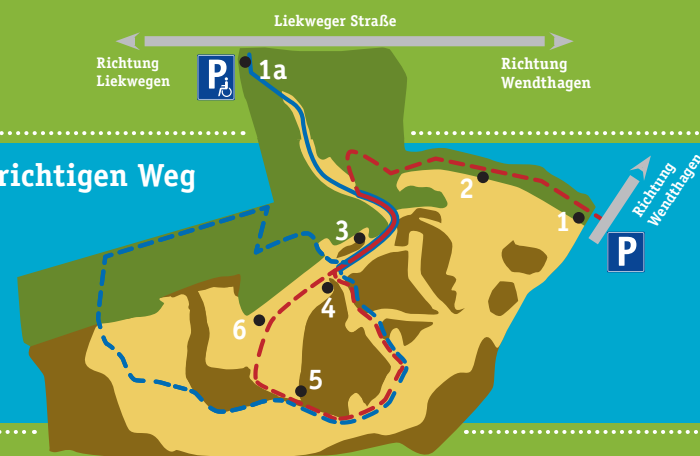 Liekweger Straße
Richtung
Liekwegen
P
1a
Richtung
Wendthagen
richtigen Weg
2
1
Richtung
Wendthagen
P
3
4
6
5